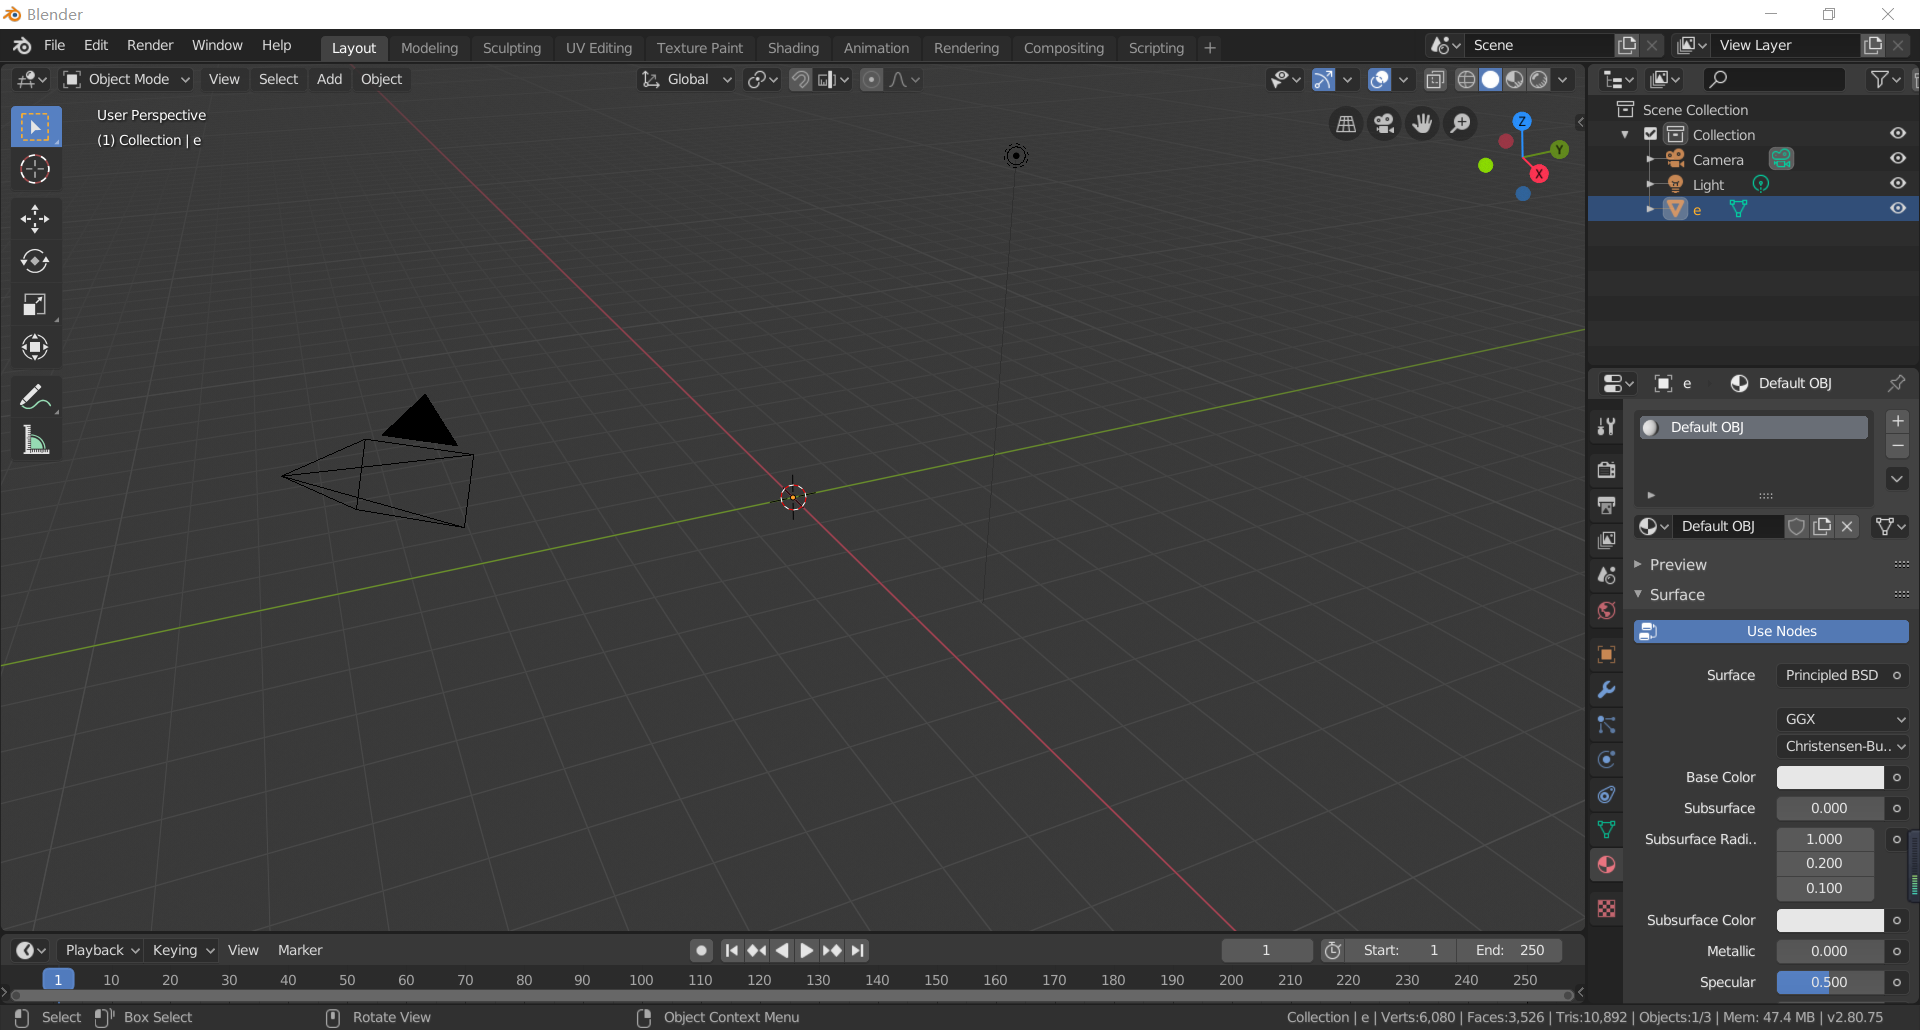 Blender
File Edit Render Window Help Layout Modeling Sculpting UV Editing Texture Paint Shading Animation Rendering Compositing Scripting + Scene View Layer
Object Mode View Select Add Object Global
User Perspective
(1) Collection | e
Z
Y
X
Scene Collection
Collection
Camera
Light
e
e Default OBJ
Default OBJ
Default OBJ
Preview
Surface
Use Nodes
Surface Principled BSD
GGX
Christensen-Bu..
Base Color
Subsurface 0.000
Subsurface Radi.. 1.000
0.200
0.100
Subsurface Color
Metallic 0.000
Specular 0.500
Playback Keying View Marker 1 Start: 1 End: 250
1 10 20 30 40 50 60 70 80 90 100 110 120 130 140 150 160 170 180 190 200 210 220 230 240 250
Select Box Select Rotate View Object Context Menu Collection | e | Verts:6,080 | Faces:3,526 | Tris:10,892 | Objects:1/3 | Mem: 47.4 MB | v2.80.75